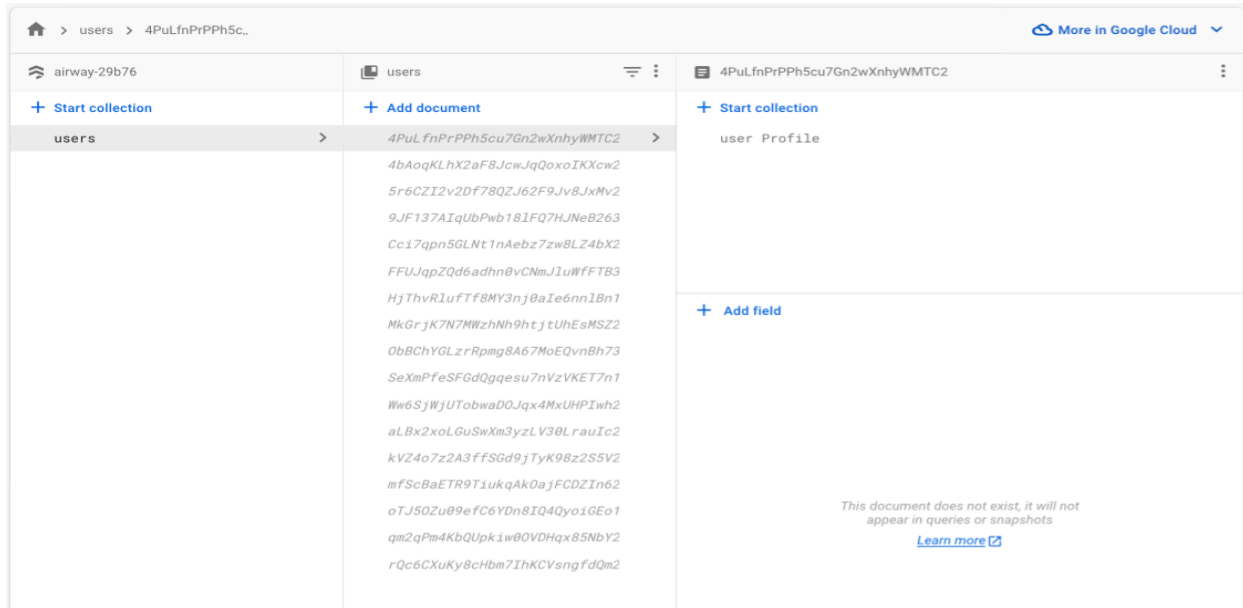 users > 4PuLfnPrPPh5c..
More in Google Cloud
airway-29b76
users
4PuLfnPrPPh5cu7Gn2wXnhyWMTC2
+ Start collection
+ Add document
+ Start collection
users
4PuLfnPrPPh5cu7Gn2wXnhyWMTC2
user Profile
4bAoqKLhX2aF8JcwJqQoxoIKXcw2
5r6CZI2v2Df78QZJ62F9Jv8JxMv2
9JF137AIqUbPwb18lFQ7HJNeB263
Cci7qpn5GLNt1nAebz7zw8LZ4bX2
FFUJqpZQd6adhn0vCNmJluWfFTB3
HjThvRlufTf8MY3nj0aIe6nnlBn1
+ Add field
MkGrjK7N7MWzhNh9htjtUhEsMSZ2
ObBChYGLzrRpmg8A67MoEQvnBh73
SeXmPfeSFGdQgqesu7nVzVKET7n1
Ww6SjWjUTobwaDOJqx4MxUHPIwh2
aLBx2xoLGuSwXm3yzLV30LrauIc2
kVZ4o7z2A3ffSGd9jTyK98z2S5V2
mfScBaETR9TiukqAkOajFCDZIn62
oTJ5OZu09efC6YDn8IQ4QyoiGEo1
qm2qPm4KbQUpkiw0OVDHqx85NbY2
rQc6CXuKy8cHbm7IhKCVsngfdQm2
This document does not exist, it will not
appear in queries or snapshots
Learn more